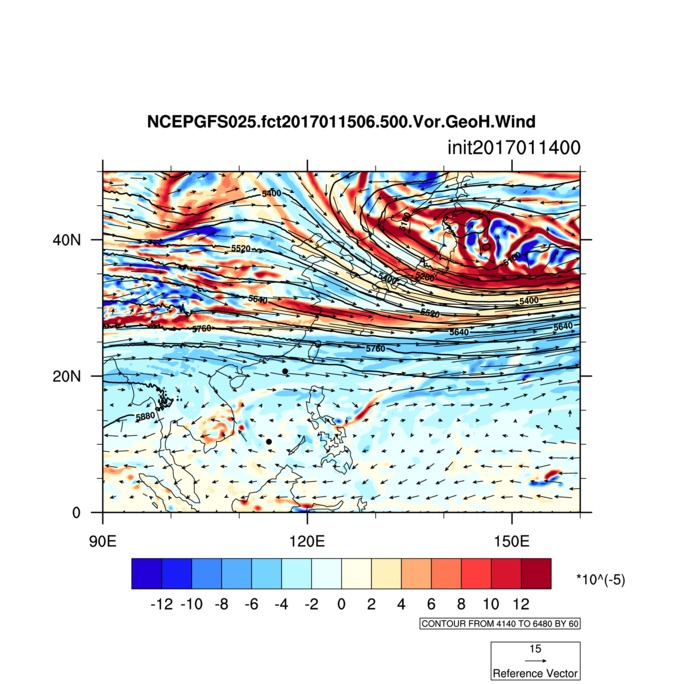 NCEPGFS025.fct2017011506.500.Vor.GeoH.Wind
init2017011400
5400
5160
40N
5520
5400
5280
5400
5640
5400
5520
5760
5640
5640
5760
20N
5880
0
90E 120E 150E
-12 -10 -8 -6 -4 -2 0 2 4 6 8 10 12
*10^(-5)
CONTOUR FROM 4140 TO 6480 BY 60
15
Reference Vector